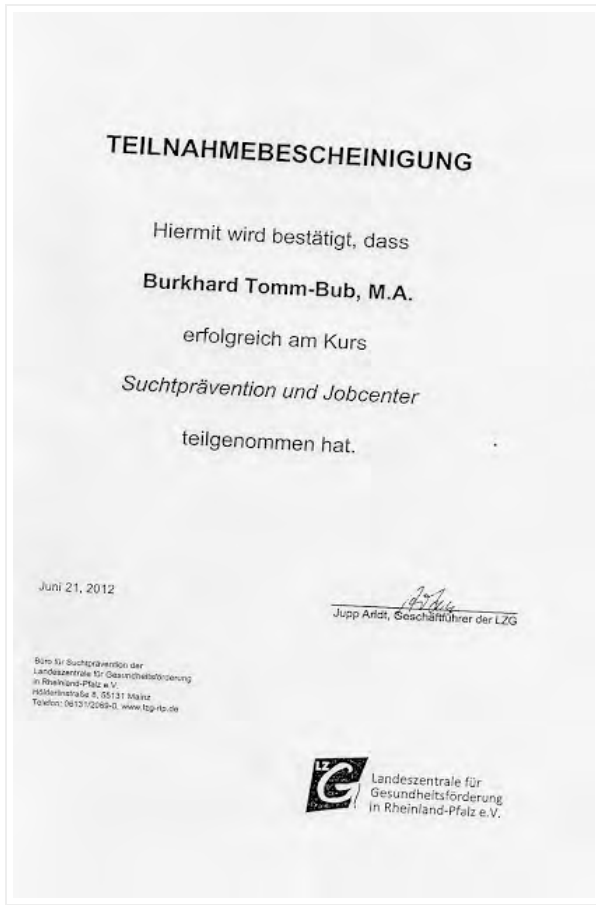 TEILNAHMEBESCHEINIGUNG
Hiermit wird bestätigt, dass
Burkhard Tomm-Bub, M.A.
erfolgreich am Kurs
Suchtprävention und Jobcenter
teilgenommen hat.
Juni 21, 2012
Jupp Arldt, Geschäftführer der LZG
Büro für Suchtprävention der
Landeszentrale für Gesundheitsförderung
in Rheinland-Pfalz e.V.
Hölderlinstraße 8, 55131 Mainz
Telefon: 06131/2069-0, www.lzg-rlp.de
LZG
Landeszentrale für
Gesundheitsförderung
in Rheinland-Pfalz e.V.